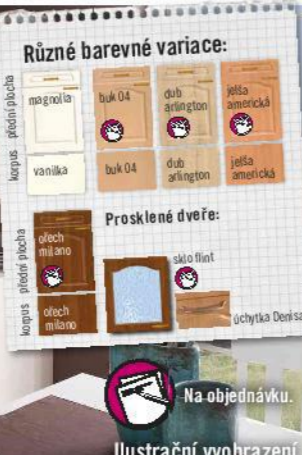 Různé barevné variace:
přední plocha
magnolia
buk 04
dub
arlington
jelša
americká
korpus
vanilka
buk 04
dub
arlington
jelša
americká
Prosklené dveře:
přední plocha
ořech
milano
sklo flint
korpus
ořech
milano
úchytka Denisa
Na objednávku.
Ilustrační vyobrazení